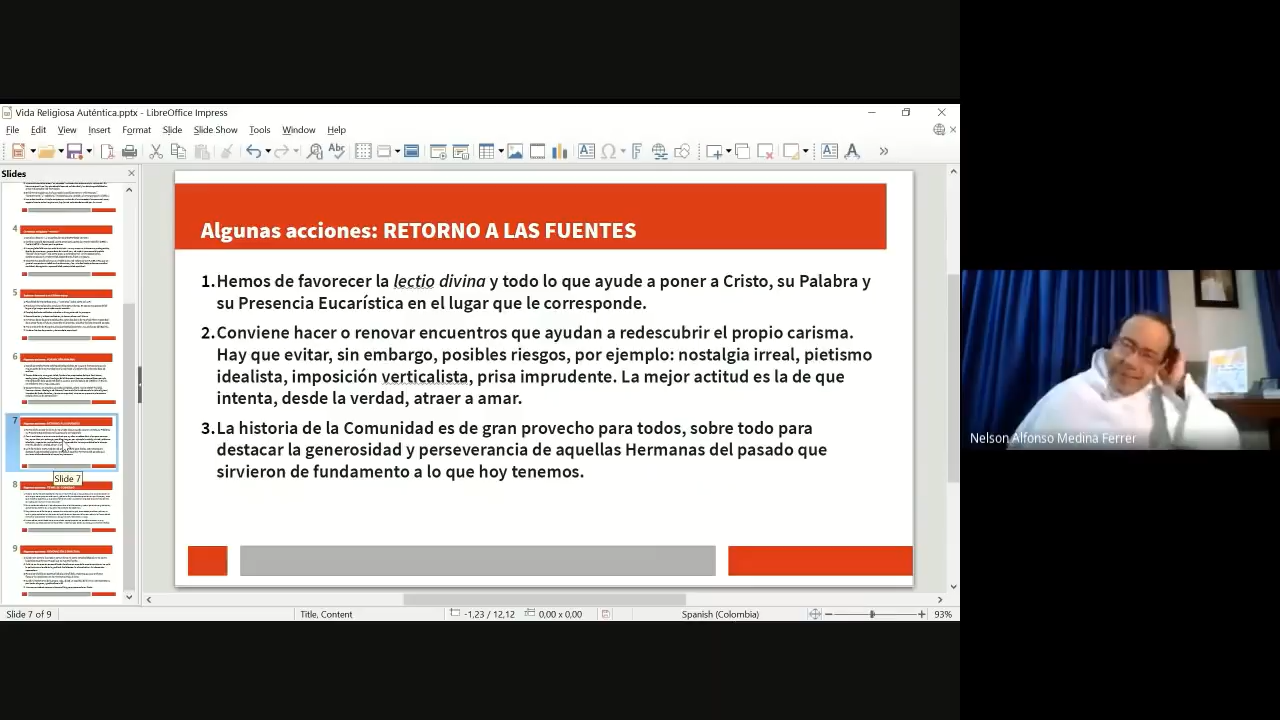 Vida Religiosa Auténtica.pptx - LibreOffice Impress
File Edit View Insert Format Slide Slide Show Tools Window Help
Slides
4
5
6
7
Slide 7
8
9
Algunas acciones: RETORNO A LAS FUENTES
1. Hemos de favorecer la lectio divina y todo lo que ayude a poner a Cristo, su Palabra y
su Presencia Eucarística en el lugar que le corresponde.
2. Conviene hacer o renovar encuentros que ayudan a redescubrir el propio carisma.
Hay que evitar, sin embargo, posibles riesgos, por ejemplo: nostalgia irreal, pietismo
idealista, imposición verticalista, prisa imprudente. La mejor actitud es la de que
intenta, desde la verdad, atraer a amar.
3. La historia de la Comunidad es de gran povecho para todos, sobre todo para
destacar la generosidad y perseverancia de aquellas Hermanas del pasado que
sirvieron de fundamento a lo que hoy tenemos.
Nelson Alfonso Medina Ferrer
Slide 7 of 9 Title, Content -1,23 / 12,12 0,00 x 0,00 Spanish (Colombia) 93%